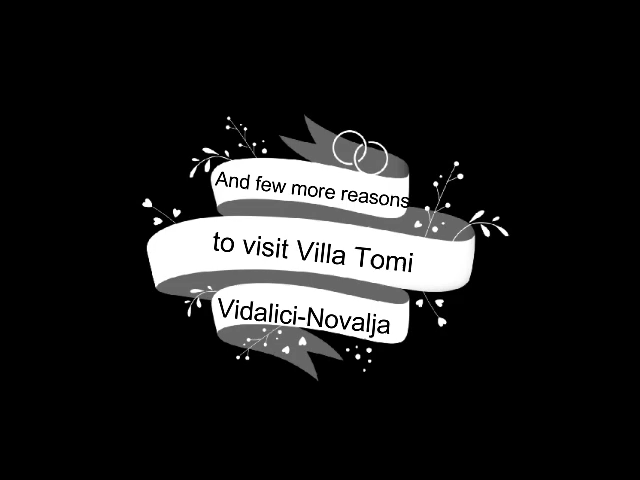 And few more reasons
to visit Villa Tomi
Vidalici-Novalja